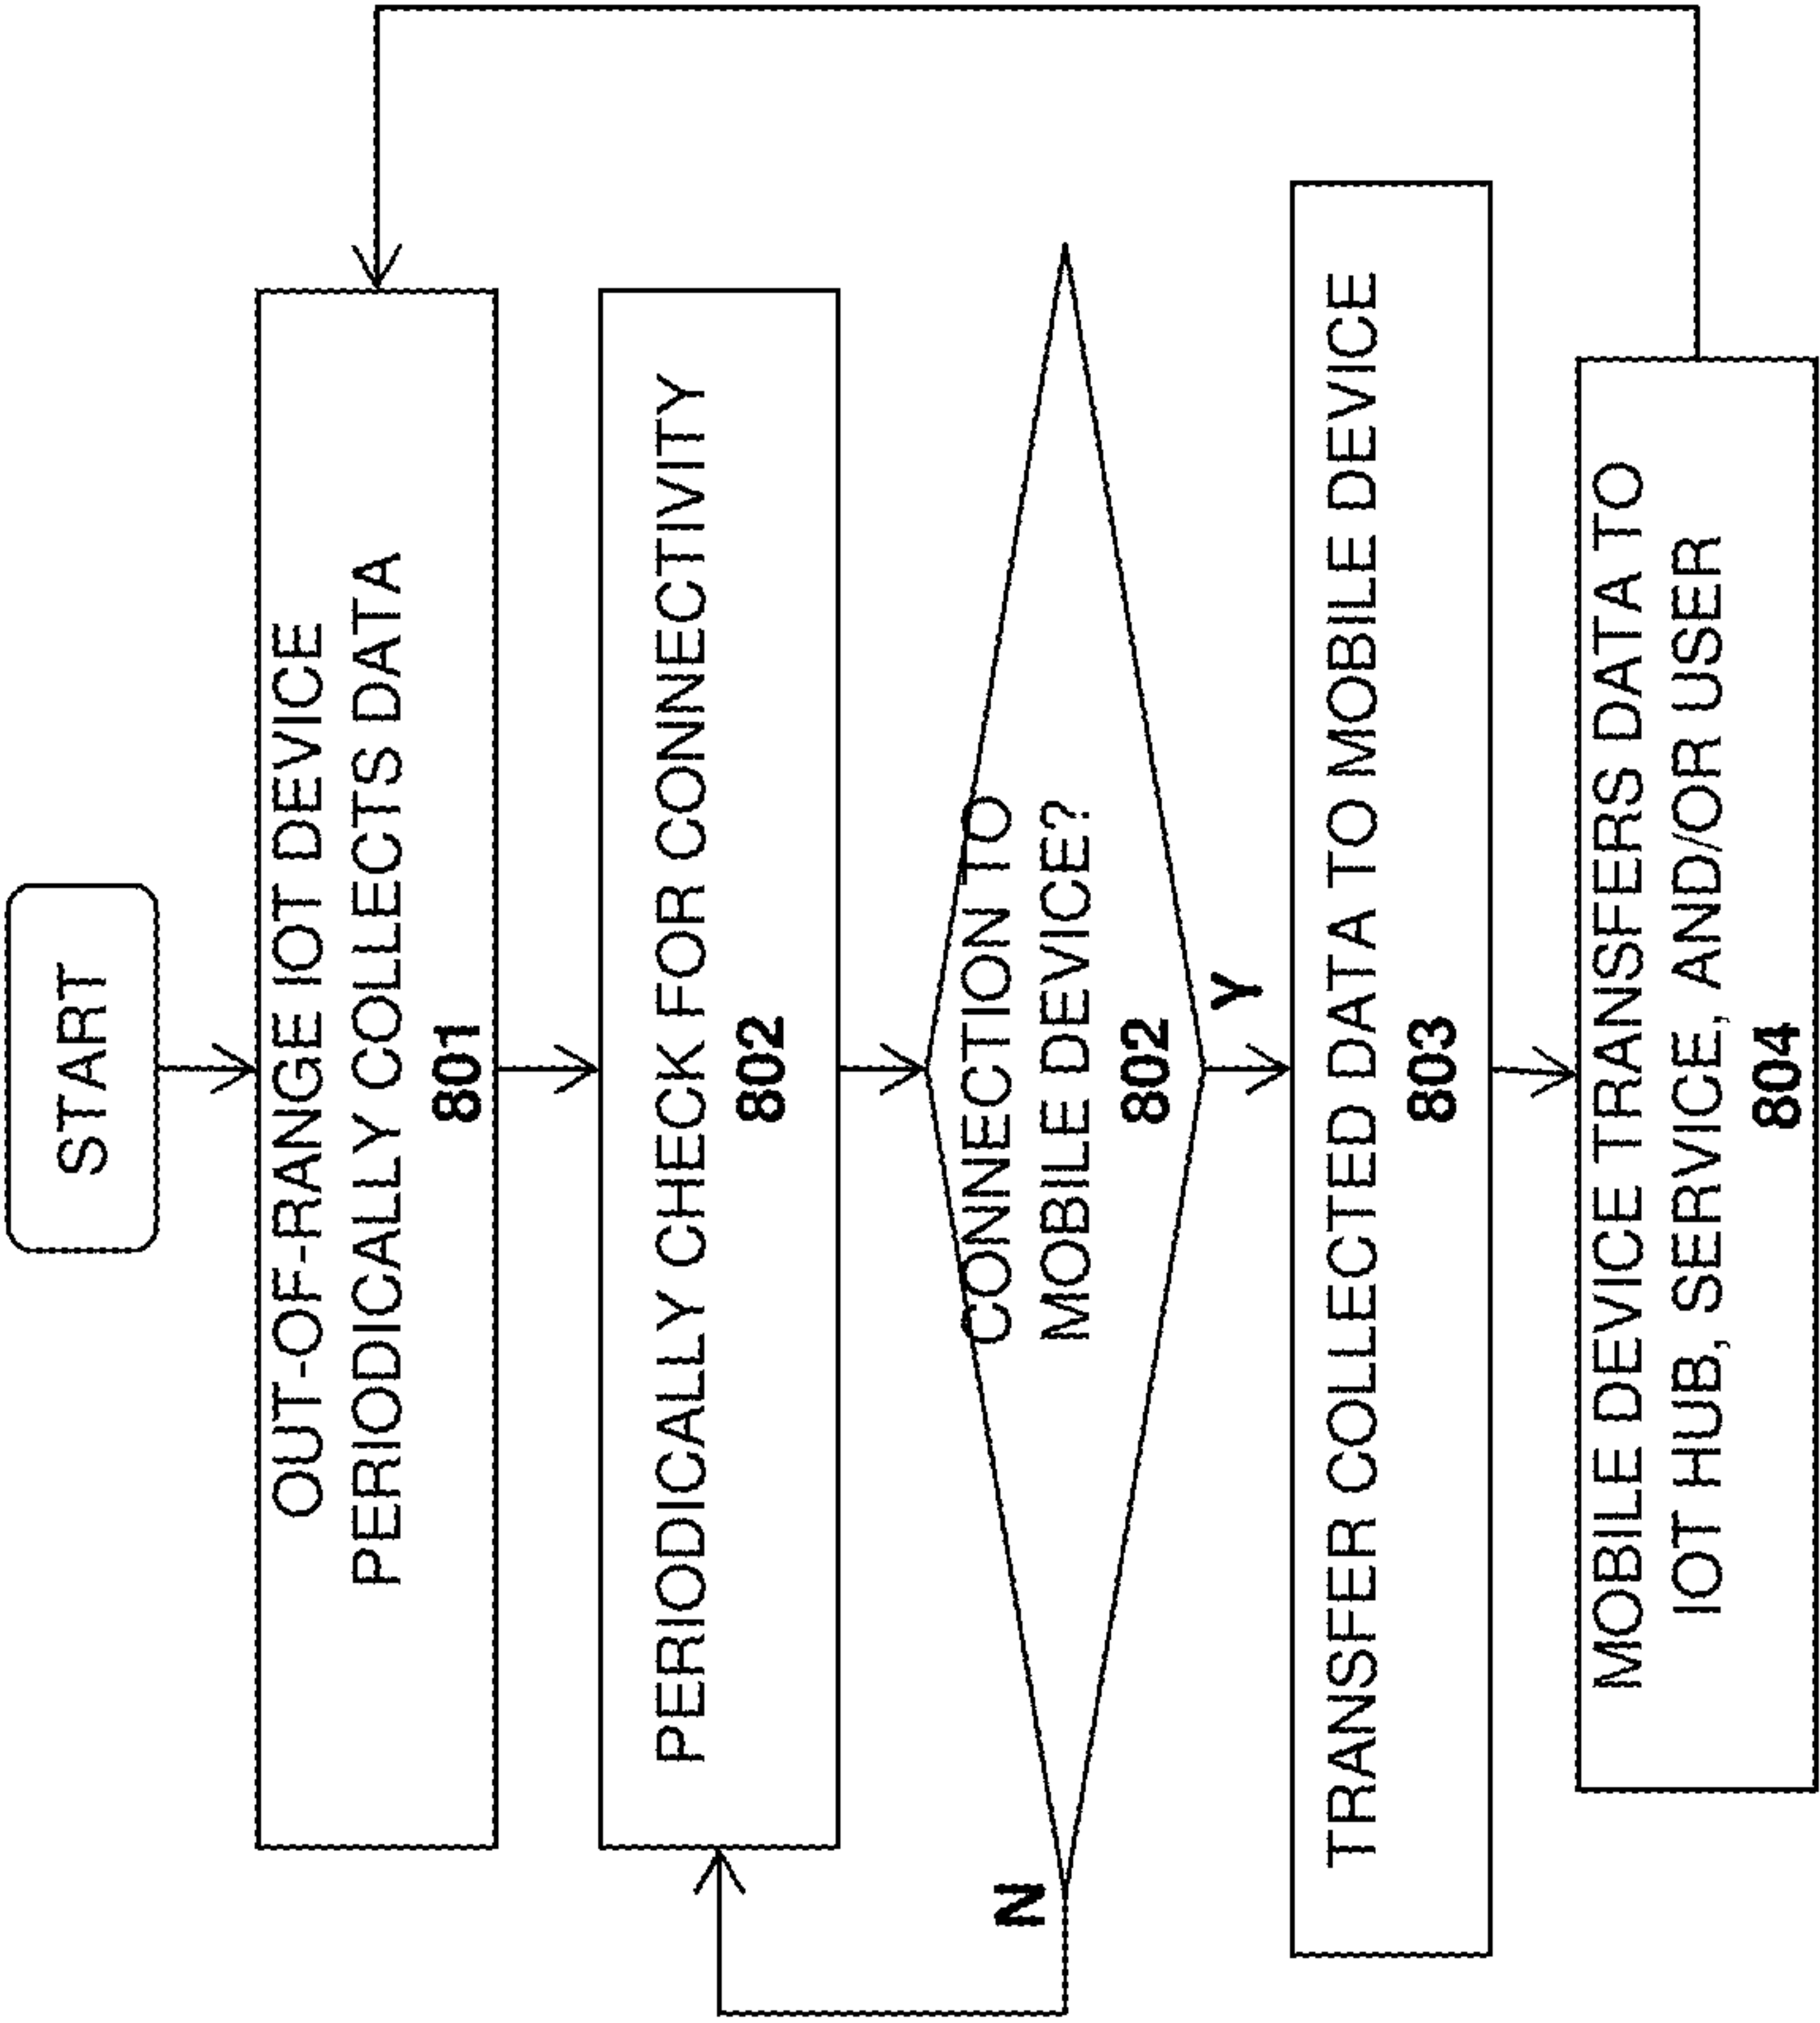 START
OUT-OF-RANGE IOT DEVICE
PERIODICALLY COLLECTS DATA
801
PERIODICALLY CHECK FOR CONNECTIVITY
802
CONNECTION TO
MOBILE DEVICE?
802
N
Y
TRANSFER COLLECTED DATA TO MOBILE DEVICE
803
MOBILE DEVICE TRANSFERS DATA TO
IOT HUB, SERVICE, AND/OR USER
804